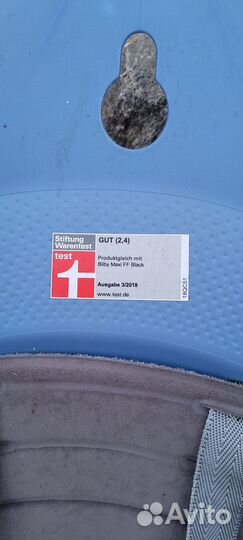 Stiftung
Warentest
test
GUT (2,4)
Produktgleich mit
Bilby Maxi FF Black
Ausgabe 3/2018
www.test.de
18QC51
Avito